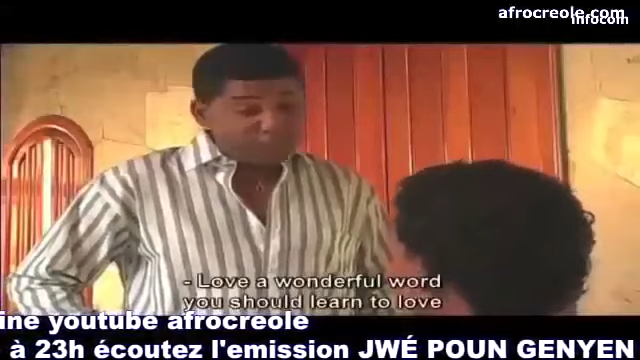 afrocreole.com
Infocom
- Love a wonderful word
you should learn to love
ine youtube afrocreole
à 23h écoutez l'emission JWÉ POUN GENYEN